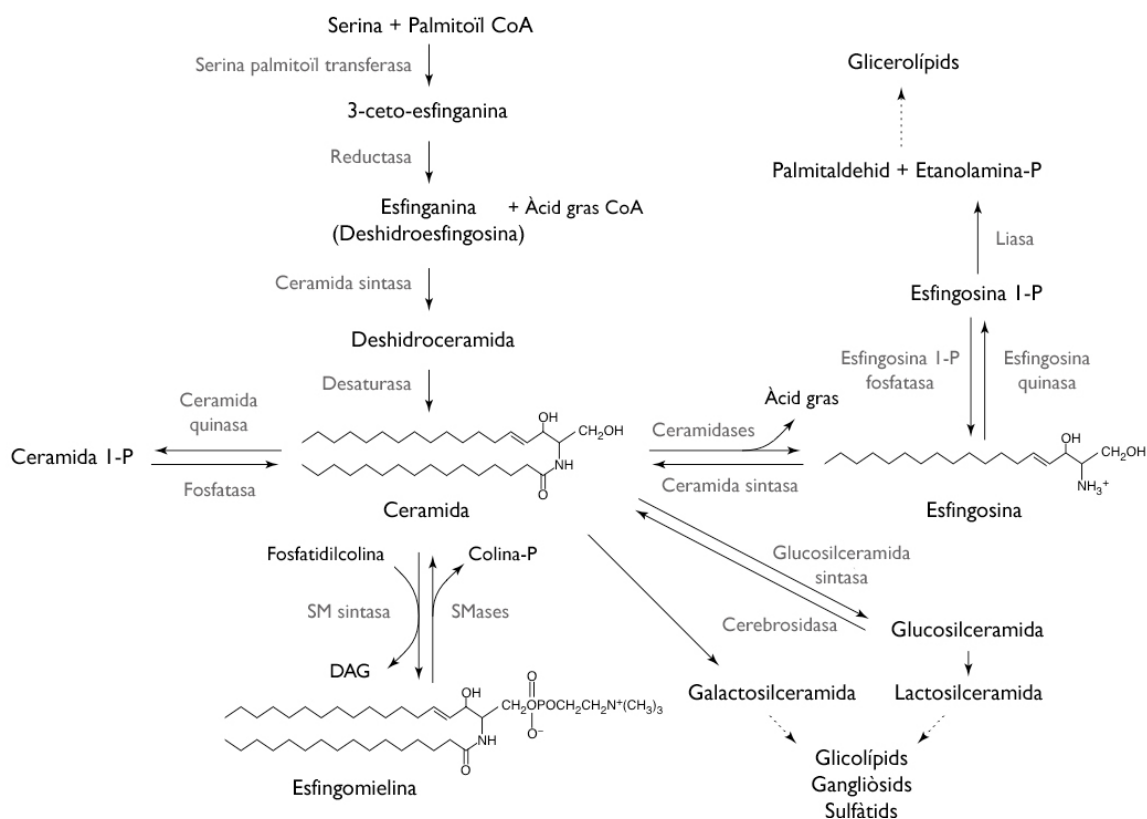 Serina + Palmitoïl CoA
Serina palmitoïl transferasa
3-ceto-esfinganina
Reductasa
Esfinganina + Àcid gras CoA
(Deshidroesfingosina)
Ceramida sintasa
Deshidroceramida
Desaturasa
Glicerolípids
Palmitaldehid + Etanolamina-P
Liasa
Esfingosina 1-P
Esfingosina 1-P
fosfatasa
Esfingosina
quinasa
Ceramida
quinasa
Ceramida 1-P
Fosfatasa
OH
CH₂OH
NH
O
Ceramida
Ceramidases
Àcid gras
Ceramida sintasa
OH
CH₂OH
NH₃⁺
Esfingosina
Fosfatidilcolina
Colina-P
SM sintasa
SMases
DAG
Glucosilceramida
sintasa
Cerebrosidasa
Glucosilceramida
Galactosilceramida
Lactosilceramida
OH
O
CH₂OPOCH₂CH₂N⁺(CH₃)₃
O⁻
NH
O
Esfingomielina
Glicolípids
Gangliòsids
Sulfàtids